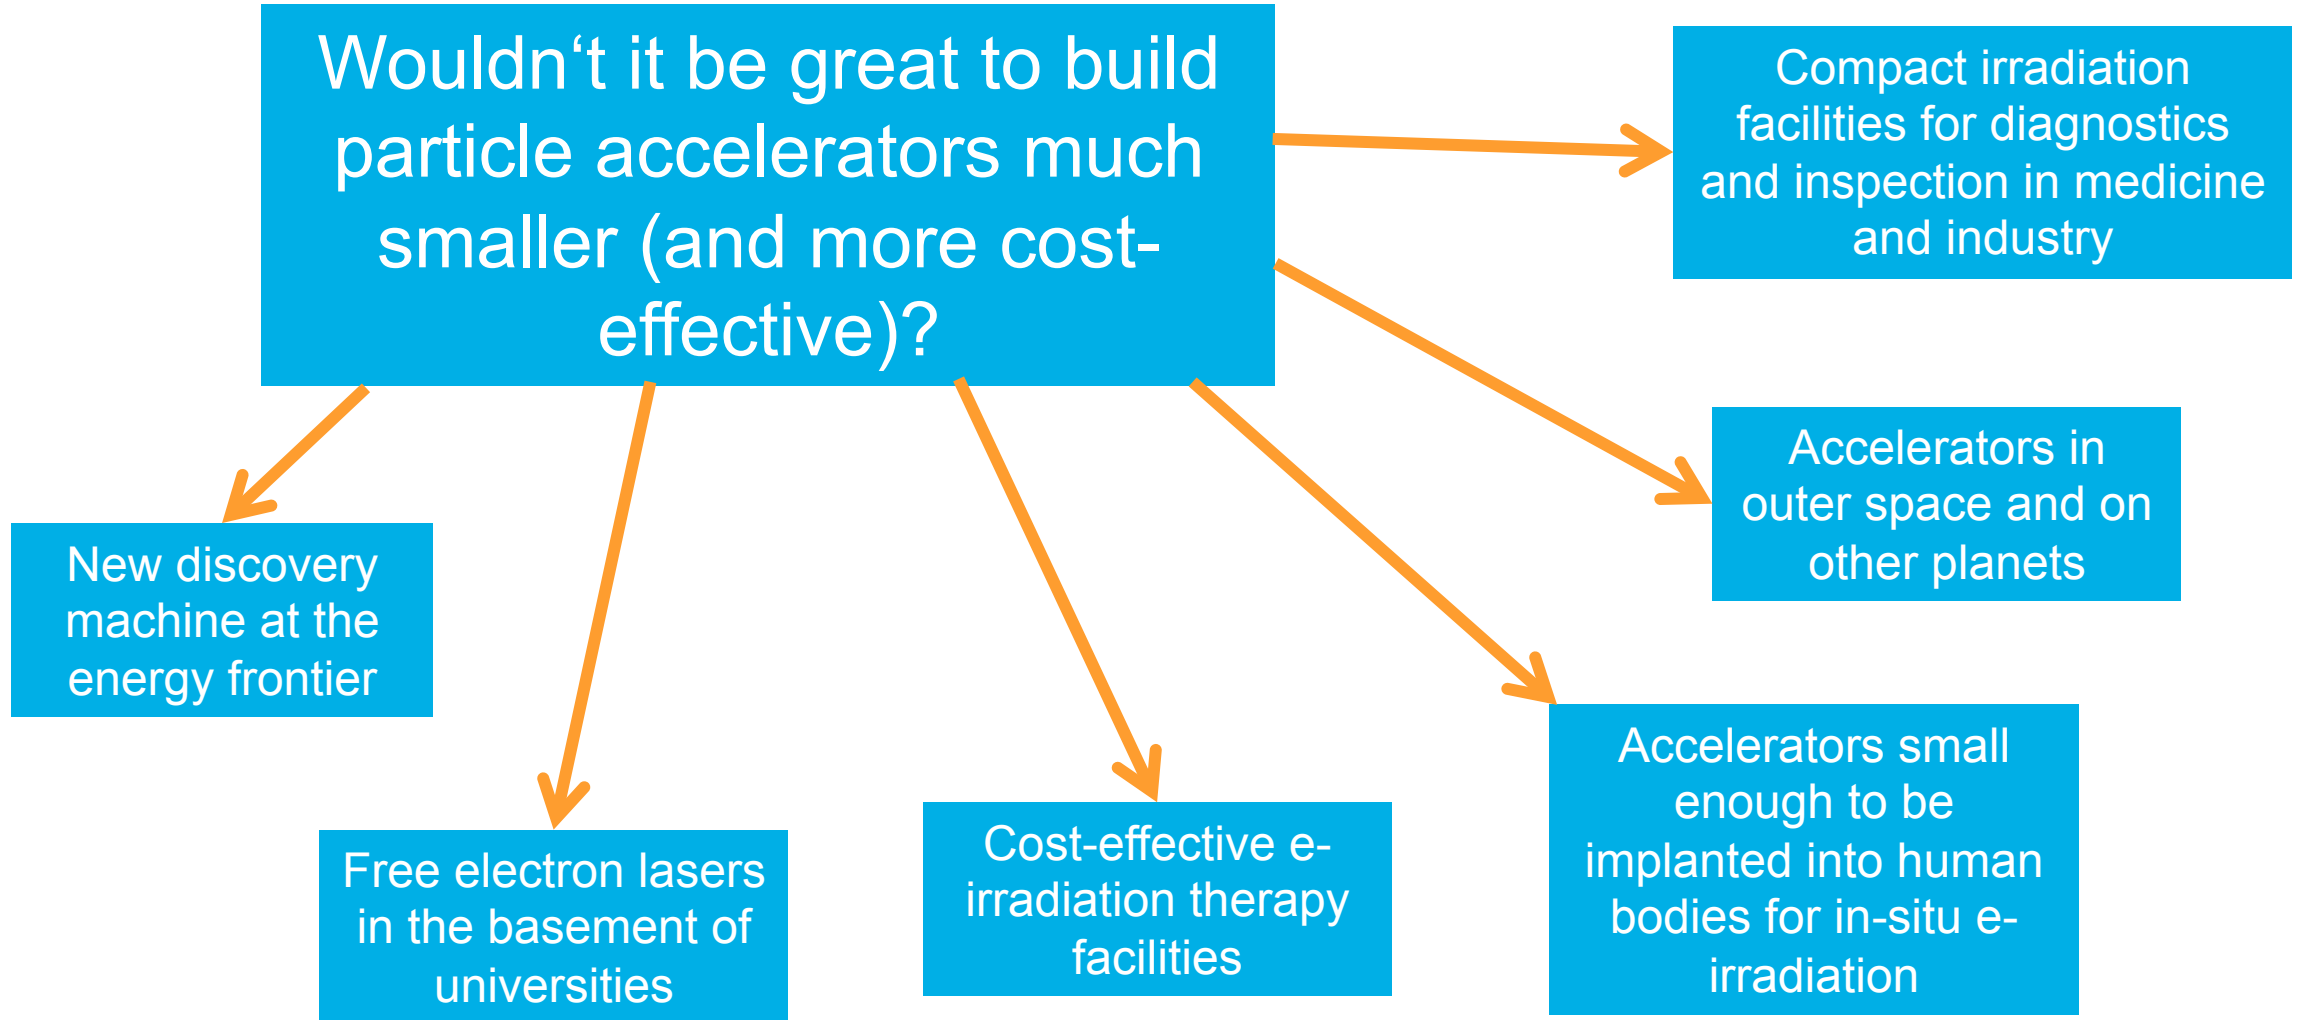 Wouldn‘t it be great to build
particle accelerators much
smaller (and more cost-
effective)?
Compact irradiation
facilities for diagnostics
and inspection in medicine
and industry
Accelerators in
outer space and on
other planets
New discovery
machine at the
energy frontier
Free electron lasers
in the basement of
universities
Cost-effective e-
irradiation therapy
facilities
Accelerators small
enough to be
implanted into human
bodies for in-situ e-
irradiation